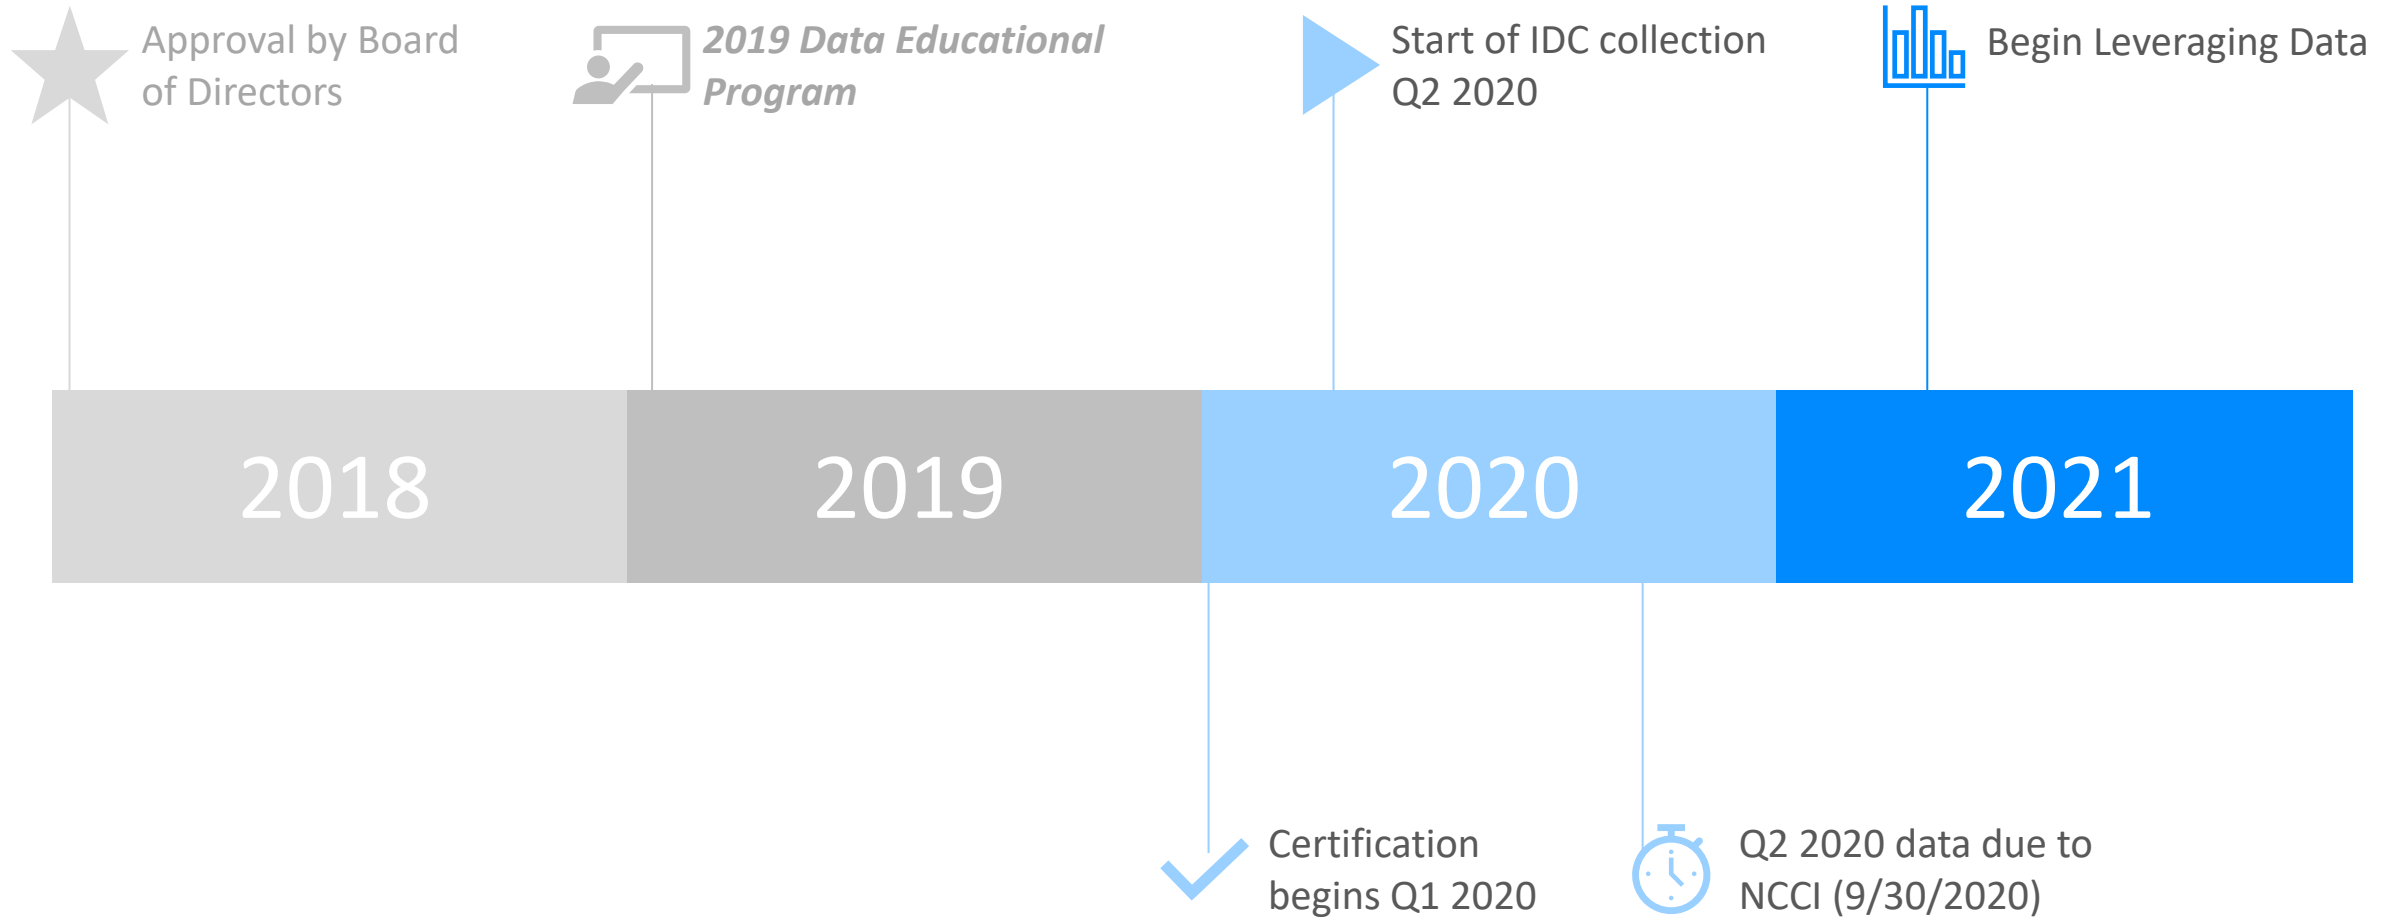 Approval by Board
of Directors
2019 Data Educational
Program
Start of IDC collection
Q2 2020
Begin Leveraging Data
2018
2019
2020
2021
Certification
begins Q1 2020
Q2 2020 data due to
NCCI (9/30/2020)